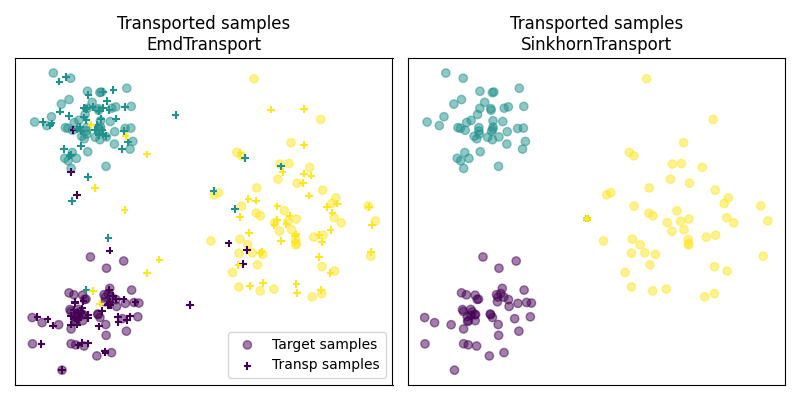 Transported samples
EmdTransport
Transported samples
SinkhornTransport
Target samples
Transp samples